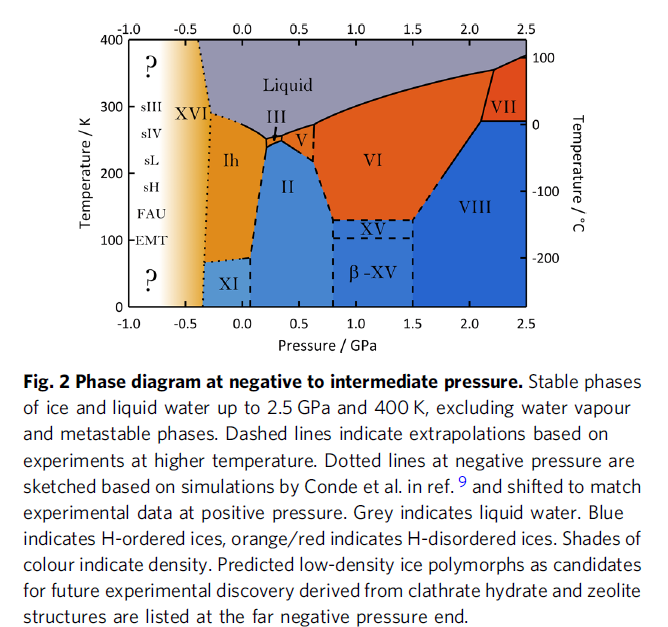 -1.0 -0.5 0.0 0.5 1.0 1.5 2.0 2.5
400
300
200
100
0
Temperature / K
?
sIII
sIV
sL
sH
FAU
EMT
?
XVI
Liquid
III
Ih
II
V
VI
VII
VIII
XI
XV
β-XV
100
0
-100
-200
Temperature / °C
-1.0 -0.5 0.0 0.5 1.0 1.5 2.0 2.5
Pressure / GPa
Fig. 2 Phase diagram at negative to intermediate pressure. Stable phases
of ice and liquid water up to 2.5 GPa and 400 K, excluding water vapour
and metastable phases. Dashed lines indicate extrapolations based on
experiments at higher temperature. Dotted lines at negative pressure are
sketched based on simulations by Conde et al. in ref. 9 and shifted to match
experimental data at positive pressure. Grey indicates liquid water. Blue
indicates H-ordered ices, orange/red indicates H-disordered ices. Shades of
colour indicate density. Predicted low-density ice polymorphs as candidates
for future experimental discovery derived from clathrate hydrate and zeolite
structures are listed at the far negative pressure end.